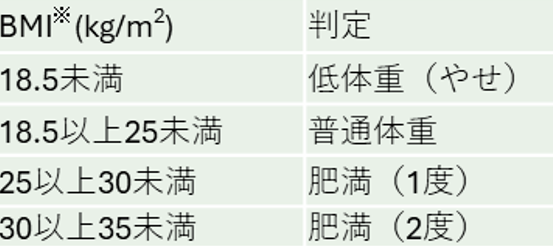 BMI※(kg/m²) 判定
18.5未満 低体重（やせ）
18.5以上25未満 普通体重
25以上30未満 肥満（1度）
30以上35未満 肥満（2度）